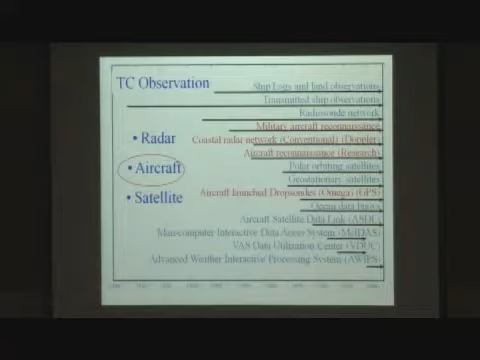 TC Observation
Ship Logs and land observations
Transmitted ship observations
Radiosonde network
Military aircraft reconnaissance
• Radar
Coastal radar network (Conventional) (Doppler)
Aircraft reconnaissance (Research)
• Aircraft
Polar orbiting satellites
Geostationary satellites
• Satellite
Aircraft launched Dropsondes (Omega) (GPS)
Ocean data buoys
Aircraft Satellite Data Link (ASDL)
Man-computer Interactive Data Access System (McIDAS)
VAS Data Utilization Center (VDUC)
Advanced Weather Interactive Processing System (AWIPS)